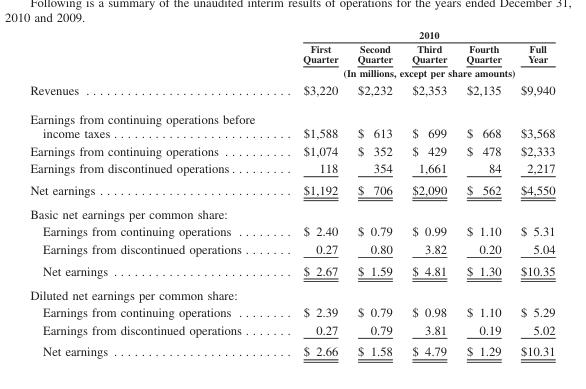 Following is a summary of the unaudited interim results of operations for the years ended December 31,
2010 and 2009.
2010
First Quarter Second Quarter Third Quarter Fourth Quarter Full Year
(In millions, except per share amounts)
Revenues . . . . . . . . . . . . . . . . . . . . . . . . . . . . . $3,220 $2,232 $2,353 $2,135 $9,940
Earnings from continuing operations before
income taxes . . . . . . . . . . . . . . . . . . . . . . . . . $1,588 $ 613 $ 699 $ 668 $3,568
Earnings from continuing operations . . . . . . . . . . $1,074 $ 352 $ 429 $ 478 $2,333
Earnings from discontinued operations . . . . . . . . . 118 354 1,661 84 2,217
Net earnings . . . . . . . . . . . . . . . . . . . . . . . . . . . . $1,192 $ 706 $2,090 $ 562 $4,550
Basic net earnings per common share:
Earnings from continuing operations . . . . . . . . $ 2.40 $ 0.79 $ 0.99 $ 1.10 $ 5.31
Earnings from discontinued operations . . . . . . . 0.27 0.80 3.82 0.20 5.04
Net earnings . . . . . . . . . . . . . . . . . . . . . . . . . . $ 2.67 $ 1.59 $ 4.81 $ 1.30 $10.35
Diluted net earnings per common share:
Earnings from continuing operations . . . . . . . . $ 2.39 $ 0.79 $ 0.98 $ 1.10 $ 5.29
Earnings from discontinued operations . . . . . . . 0.27 0.79 3.81 0.19 5.02
Net earnings . . . . . . . . . . . . . . . . . . . . . . . . . . $ 2.66 $ 1.58 $ 4.79 $ 1.29 $10.31